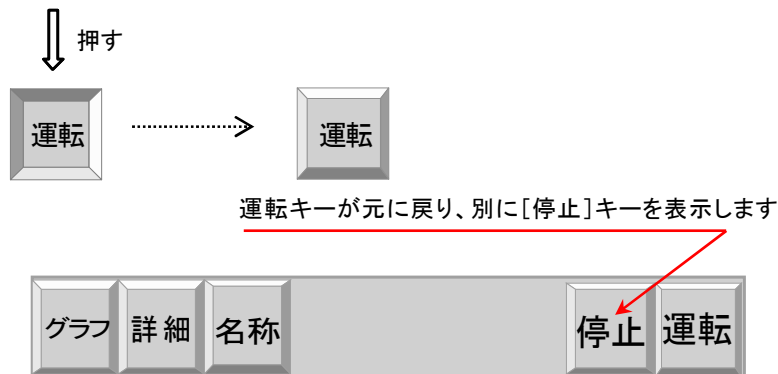 押す
運転
運転
運転キーが元に戻り、別に[停止]キーを表示します
グラフ 詳細 名称 停止 運転